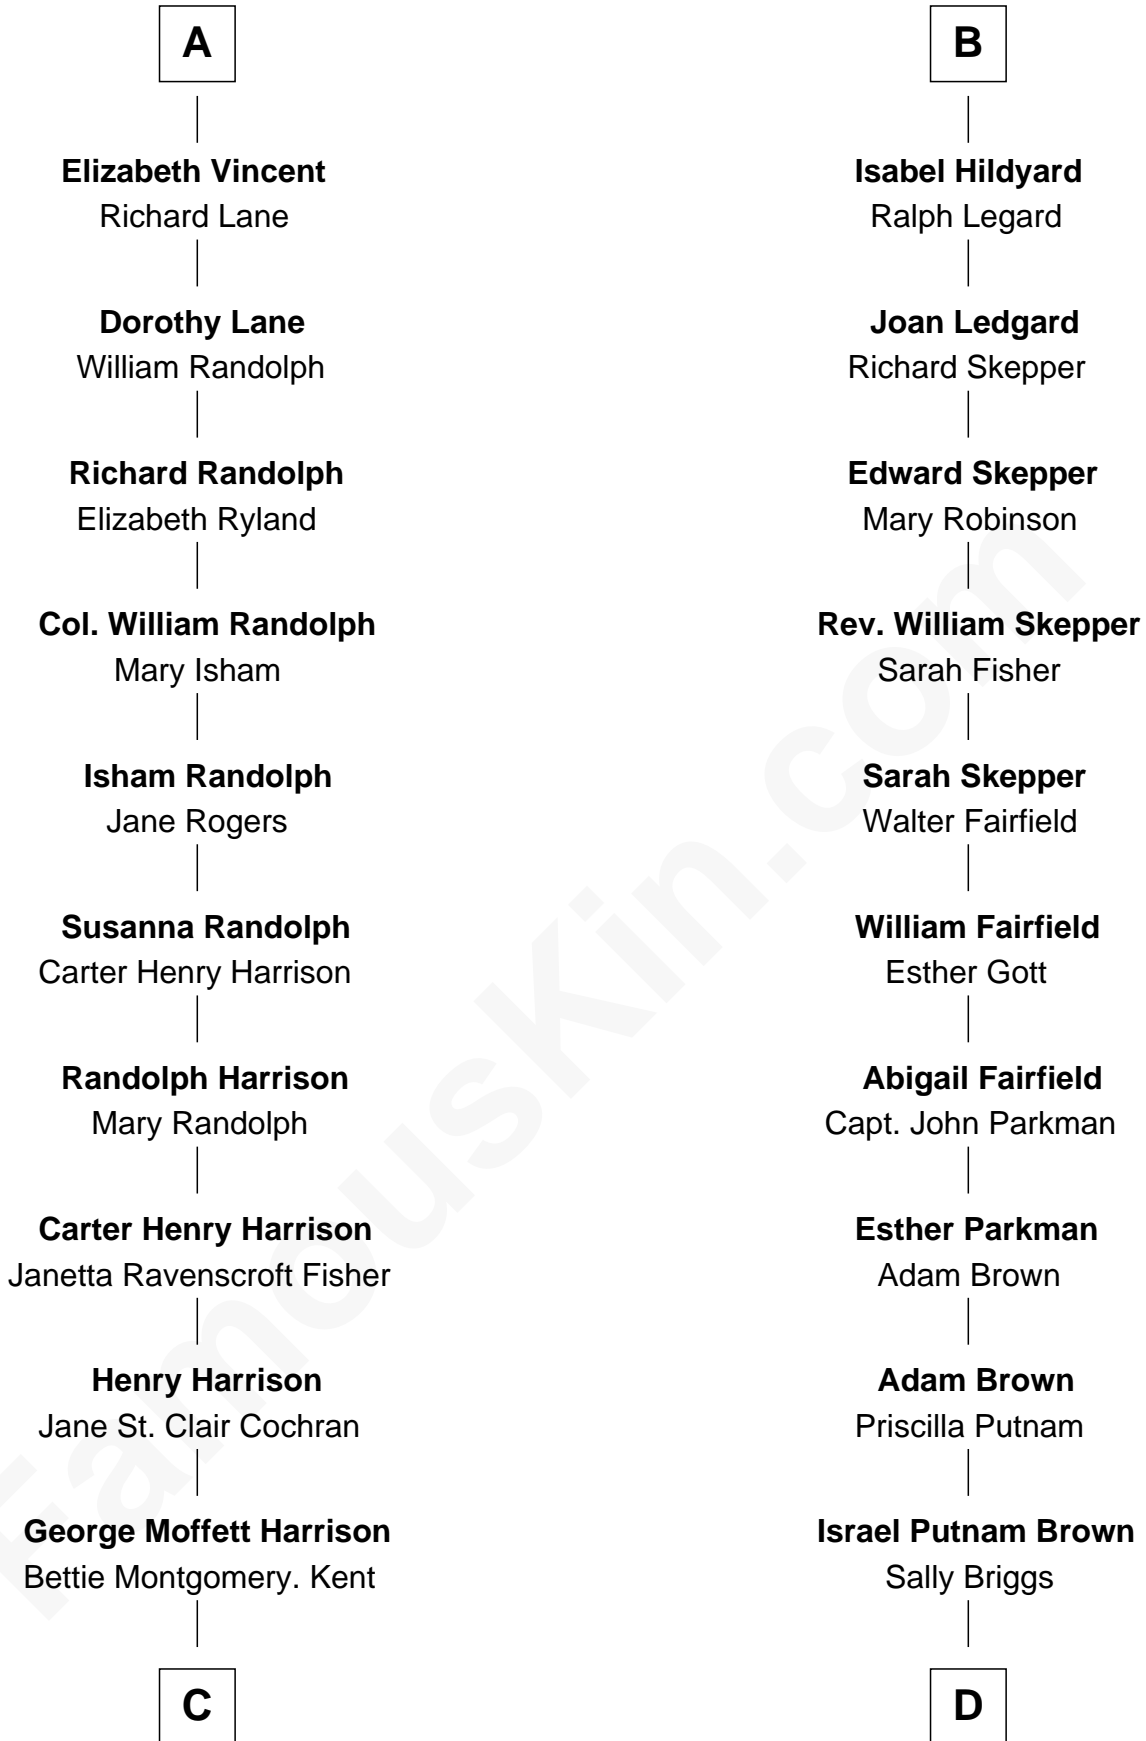 A
Elizabeth Vincent
Richard Lane
Dorothy Lane
William Randolph
Richard Randolph
Elizabeth Ryland
Col. William Randolph
Mary Isham
Isham Randolph
Jane Rogers
Susanna Randolph
Carter Henry Harrison
Randolph Harrison
Mary Randolph
Carter Henry Harrison
Janetta Ravenscroft Fisher
Henry Harrison
Jane St. Clair Cochran
George Moffett Harrison
Bettie Montgomery. Kent
C
B
Isabel Hildyard
Ralph Legard
Joan Ledgard
Richard Skepper
Edward Skepper
Mary Robinson
Rev. William Skepper
Sarah Fisher
Sarah Skepper
Walter Fairfield
William Fairfield
Esther Gott
Abigail Fairfield
Capt. John Parkman
Esther Parkman
Adam Brown
Adam Brown
Priscilla Putnam
Israel Putnam Brown
Sally Briggs
D
FamousKin.com